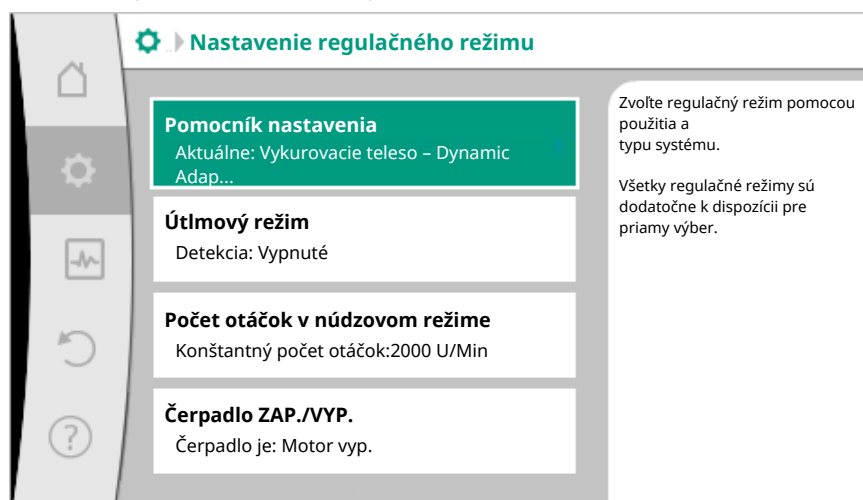 Nastavenie regulačného režimu
Pomocník nastavenia
Aktuálne: Vykurovacie teleso – Dynamic
Adap...
Útlmový režim
Detekcia: Vypnuté
Počet otáčok v núdzovom režime
Konštantný počet otáčok:2000 U/Min
Čerpadlo ZAP./VYP.
Čerpadlo je: Motor vyp.
Zvoľte regulačný režim pomocou
použitia a
typu systému.
Všetky regulačné režimy sú
dodatočne k dispozícii pre
priamy výber.